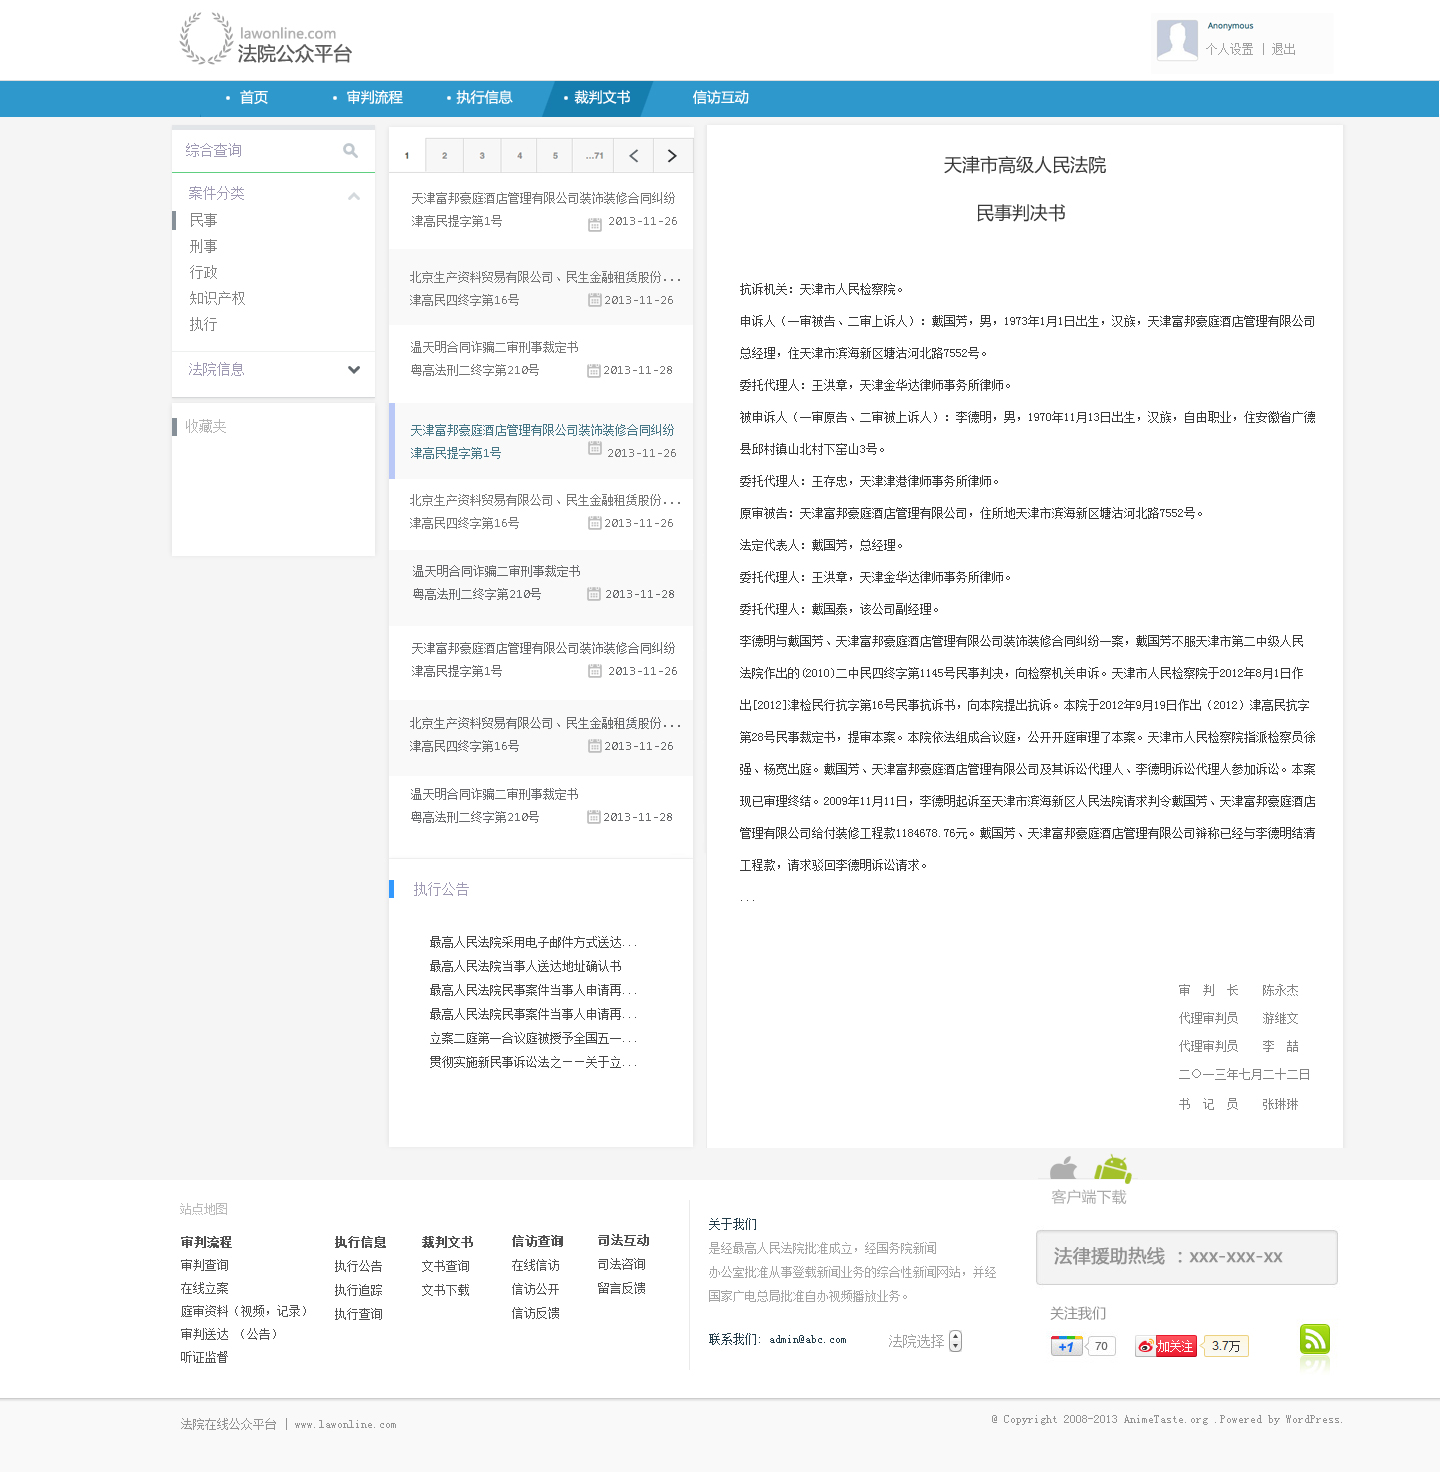 lawonline.com
法院公众平台
Anonymous
个人设置 | 退出
首页
审判流程
执行信息
裁判文书
信访互动
综合查询
案件分类
民事
刑事
行政
知识产权
执行
法院信息
收藏夹
1 2 3 4 5 ...71 < >
天津富邦豪庭酒店管理有限公司装饰装修合同纠纷
津高民提字第1号 2013-11-26
北京生产资料贸易有限公司、民生金融租赁股份...
津高民四终字第16号 2013-11-26
温天明合同诈骗二审刑事裁定书
粤高法刑二终字第210号 2013-11-28
天津富邦豪庭酒店管理有限公司装饰装修合同纠纷
津高民提字第1号 2013-11-26
北京生产资料贸易有限公司、民生金融租赁股份...
津高民四终字第16号 2013-11-26
温天明合同诈骗二审刑事裁定书
粤高法刑二终字第210号 2013-11-28
天津富邦豪庭酒店管理有限公司装饰装修合同纠纷
津高民提字第1号 2013-11-26
北京生产资料贸易有限公司、民生金融租赁股份...
津高民四终字第16号 2013-11-26
温天明合同诈骗二审刑事裁定书
粤高法刑二终字第210号 2013-11-28
执行公告
最高人民法院采用电子邮件方式送达...
最高人民法院当事人送达地址确认书
最高人民法院民事案件当事人申请再...
最高人民法院民事案件当事人申请再...
立案二庭第一合议庭被授予全国五一...
贯彻实施新民事诉讼法之——关于立...
天津市高级人民法院
民事判决书
抗诉机关：天津市人民检察院。
申诉人（一审被告、二审上诉人）：戴国芳，男，1973年1月1日出生，汉族，天津富邦豪庭酒店管理有限公司
总经理，住天津市滨海新区塘沽河北路7552号。
委托代理人：王洪章，天津金华达律师事务所律师。
被申诉人（一审原告、二审被上诉人）：李德明，男，1970年11月13日出生，汉族，自由职业，住安徽省广德
县邱村镇山北村下窑山3号。
委托代理人：王存忠，天津津港律师事务所律师。
原审被告：天津富邦豪庭酒店管理有限公司，住所地天津市滨海新区塘沽河北路7552号。
法定代表人：戴国芳，总经理。
委托代理人：王洪章，天津金华达律师事务所律师。
委托代理人：戴国泰，该公司副经理。
李德明与戴国芳、天津富邦豪庭酒店管理有限公司装饰装修合同纠纷一案，戴国芳不服天津市第二中级人民
法院作出的(2010)二中民四终字第1145号民事判决，向检察机关申诉。天津市人民检察院于2012年8月1日作
出[2012]津检民行抗字第16号民事抗诉书，向本院提出抗诉。本院于2012年9月19日作出（2012）津高民抗字
第28号民事裁定书，提审本案。本院依法组成合议庭，公开开庭审理了本案。天津市人民检察院指派检察员徐
强、杨宽出庭。戴国芳、天津富邦豪庭酒店管理有限公司及其诉讼代理人、李德明诉讼代理人参加诉讼。本案
现已审理终结。2009年11月11日，李德明起诉至天津市滨海新区人民法院请求判令戴国芳、天津富邦豪庭酒店
管理有限公司给付装修工程款1184678.76元。戴国芳、天津富邦豪庭酒店管理有限公司辩称已经与李德明结清
工程款，请求驳回李德明诉讼请求。
...
审 判 长 陈永杰
代理审判员 游继文
代理审判员 李 喆
二〇一三年七月二十二日
书 记 员 张琳琳
客户端下载
站点地图
审判流程
审判查询
在线立案
庭审资料（视频，记录）
审判送达 （公告）
听证监督
执行信息
执行公告
执行追踪
执行查询
裁判文书
文书查询
文书下载
信访查询
在线信访
信访公开
信访反馈
司法互动
司法咨询
留言反馈
关于我们
是经最高人民法院批准成立，经国务院新闻
办公室批准从事登载新闻业务的综合性新闻网站，并经
国家广电总局批准自办视频播放业务。
联系我们：admin@abc.com
法院选择
法律援助热线 ：xxx-xxx-xx
关注我们
+1 70
加关注 3.7万
法院在线公众平台 | www.lawonline.com
@ Copyright 2008-2013 AnimeTaste.org .Powered by WordPress.